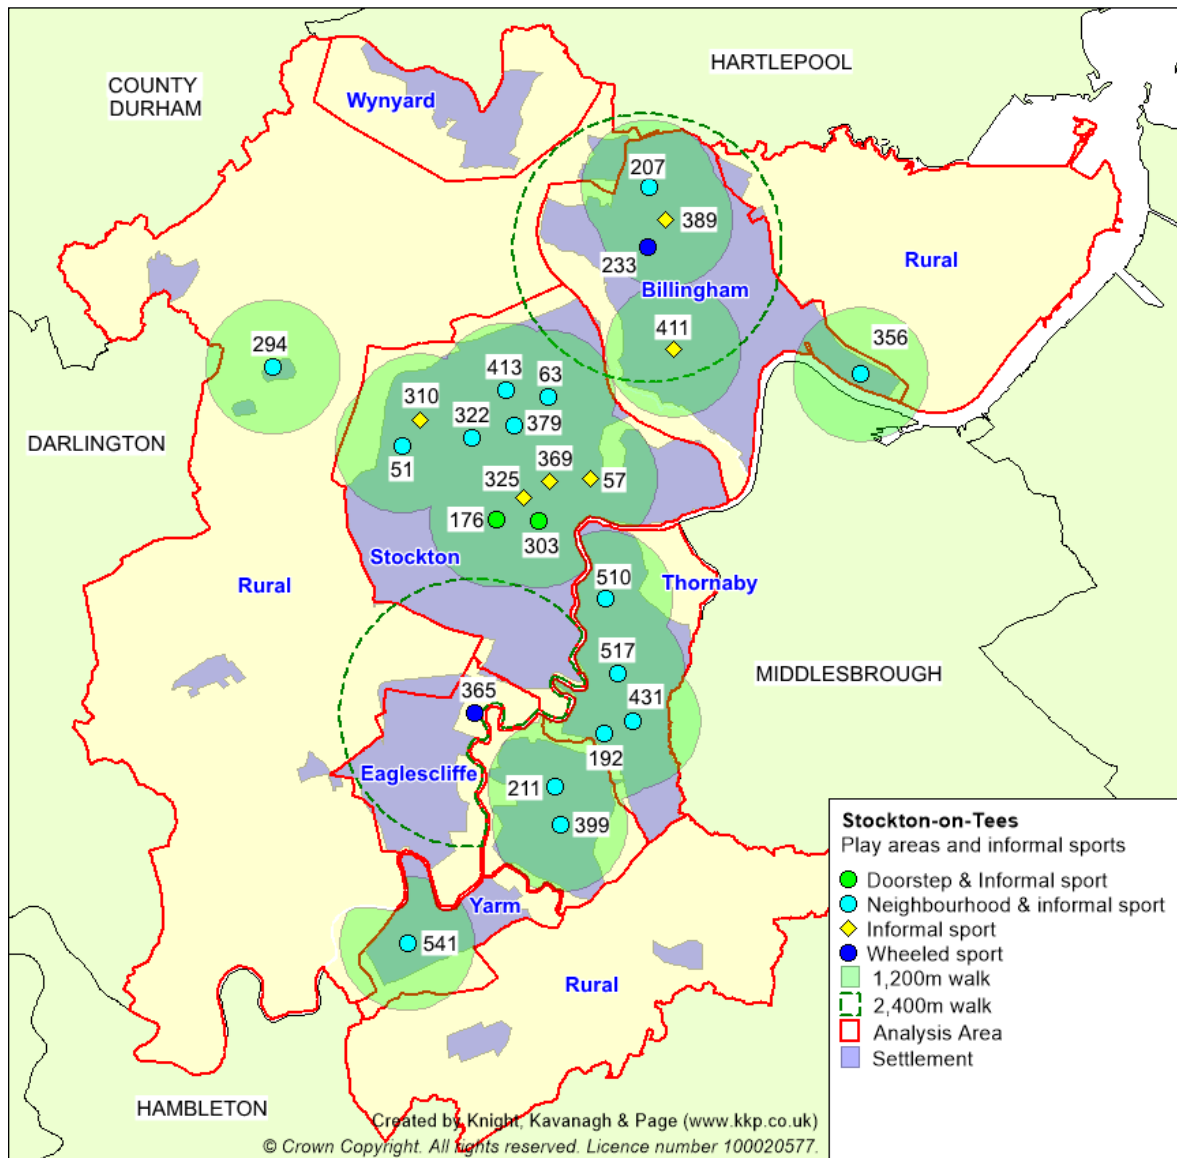 HARTLEPOOL
COUNTY
DURHAM
Wynyard
207
389
233
Rural
Billingham
411
356
294
413
63
310
322
379
DARLINGTON
51
369
57
325
176
303
Stockton
Rural
510
Thornaby
517
MIDDLESBROUGH
365
431
192
Eaglescliffe
211
399
Yarm
541
Rural
HAMBLETON
Stockton-on-Tees
Play areas and informal sports
Doorstep & Informal sport
Neighbourhood & informal sport
Informal sport
Wheeled sport
1,200m walk
2,400m walk
Analysis Area
Settlement
Created by Knight, Kavanagh & Page (www.kkp.co.uk)
© Crown Copyright. All rights reserved. Licence number 100020577.